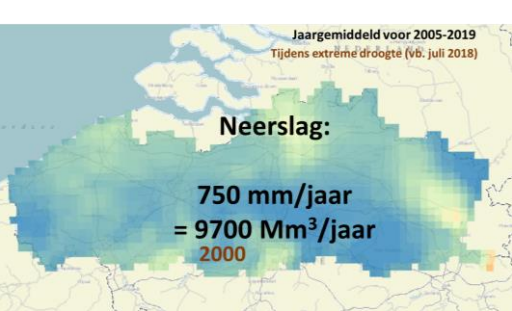 Jaargemiddeld voor 2005-2019
Tijdens extreme droogte (vb. juli 2018)
Neerslag:
750 mm/jaar
= 9700 Mm³/jaar
2000